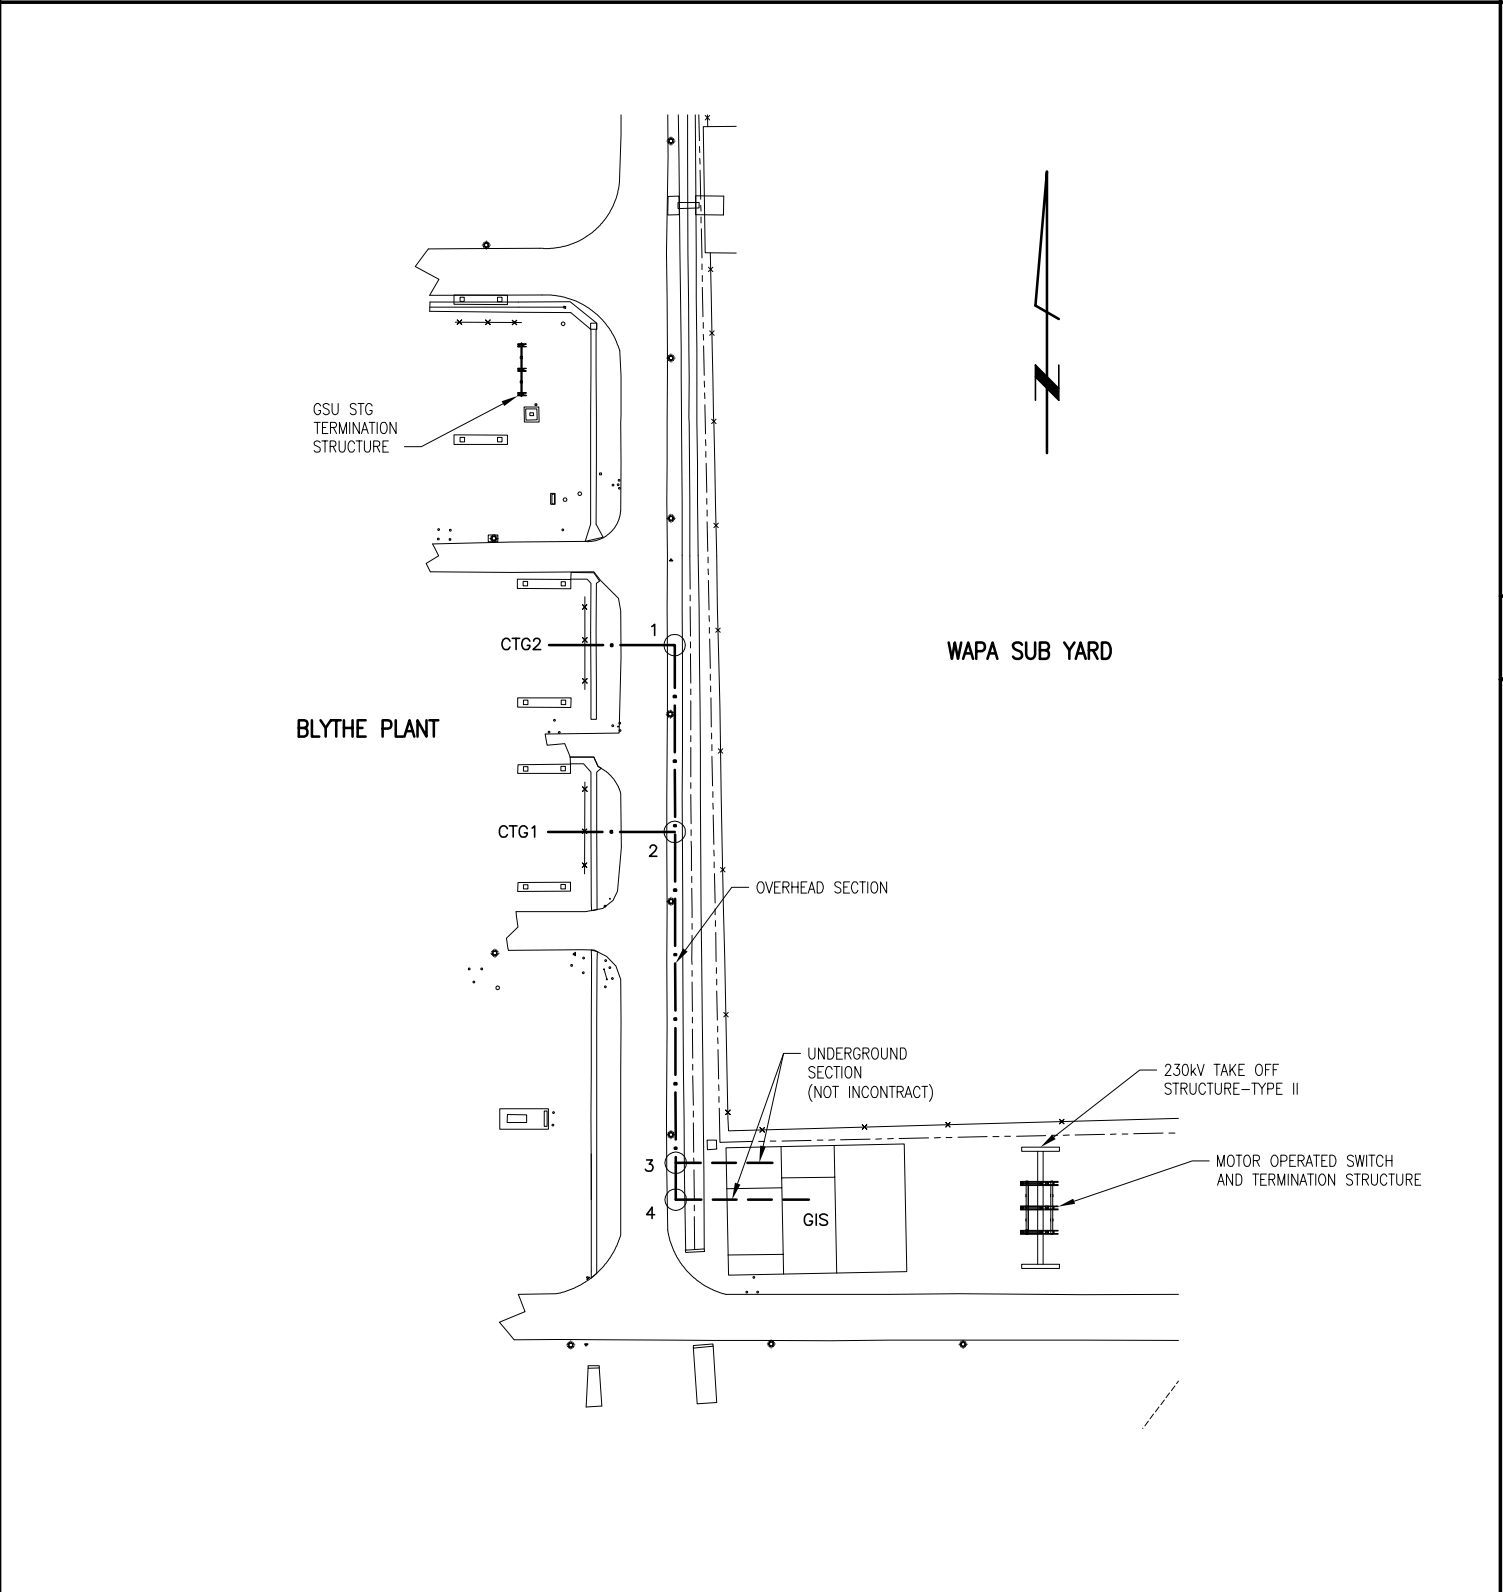 N
GSU STG
TERMINATION
STRUCTURE
1
CTG2
WAPA SUB YARD
BLYTHE PLANT
CTG1
2
OVERHEAD SECTION
UNDERGROUND
SECTION
(NOT INCONTRACT)
230kV TAKE OFF
STRUCTURE-TYPE II
3
MOTOR OPERATED SWITCH
AND TERMINATION STRUCTURE
4
GIS